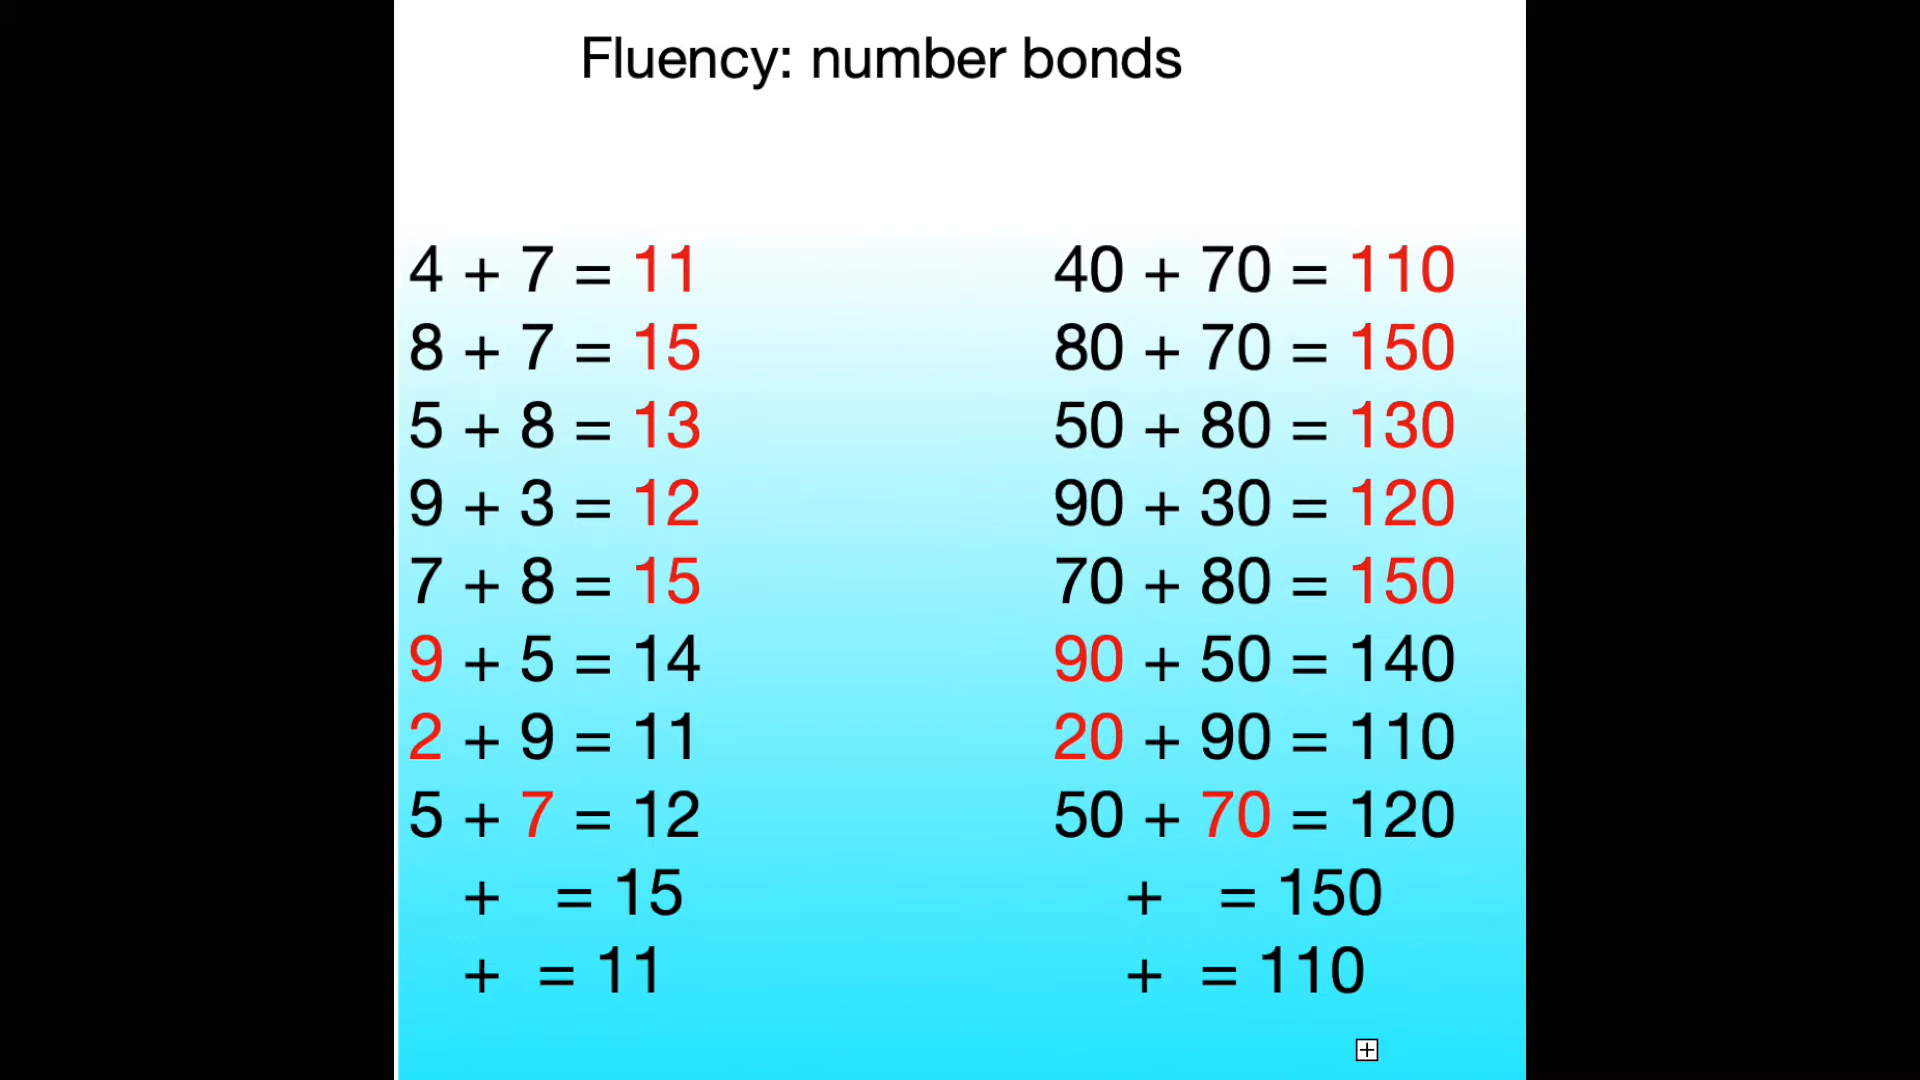 Fluency: number bonds
4 + 7 = 11
8 + 7 = 15
5 + 8 = 13
9 + 3 = 12
7 + 8 = 15
9 + 5 = 14
2 + 9 = 11
5 + 7 = 12
+ = 15
+ = 11
40 + 70 = 110
80 + 70 = 150
50 + 80 = 130
90 + 30 = 120
70 + 80 = 150
90 + 50 = 140
20 + 90 = 110
50 + 70 = 120
+ = 150
+ = 110